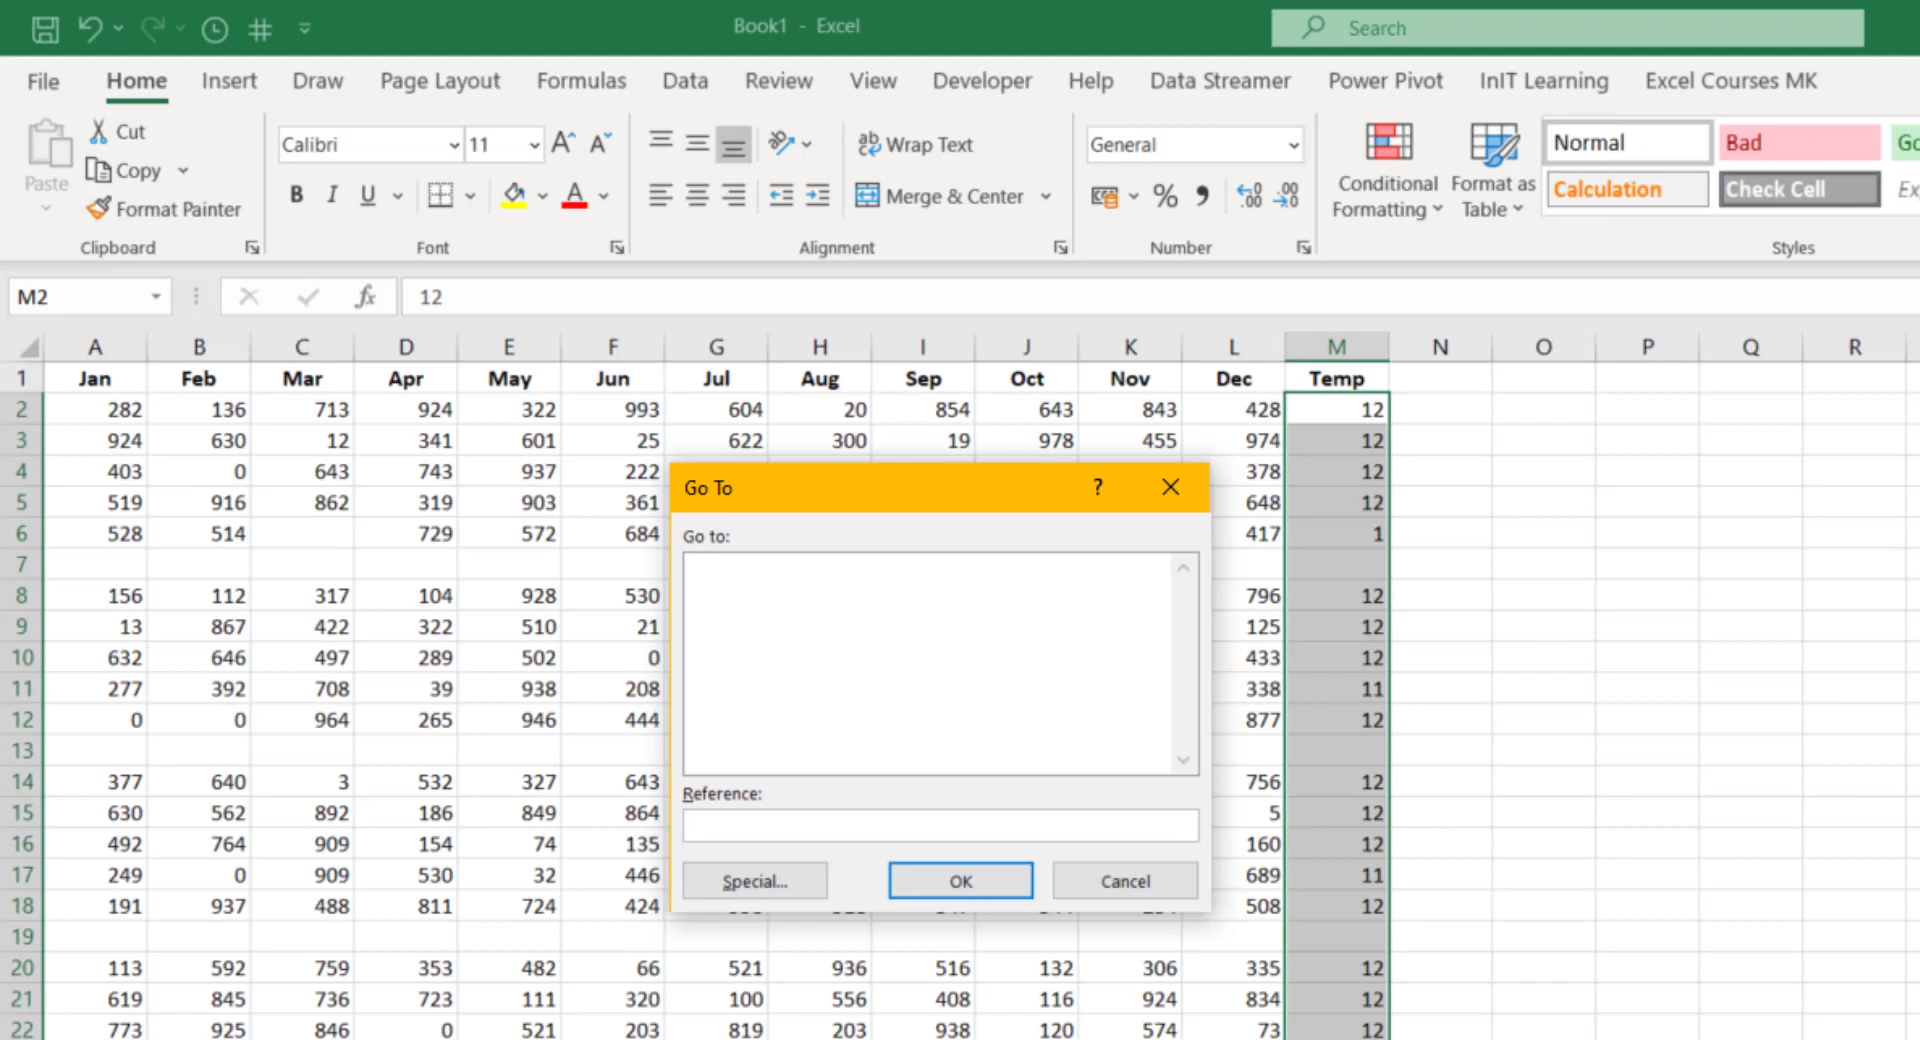 Book1 - Excel
Search
File Home Insert Draw Page Layout Formulas Data Review View Developer Help Data Streamer Power Pivot InIT Learning Excel Courses MK
Paste
Cut
Copy
Format Painter
Clipboard
Calibri 11
B I U A
Font
Wrap Text
Merge & Center
Alignment
General
Number
Conditional Formatting
Format as Table
Normal Bad
Calculation Check Cell
Styles
M2 fx 12
A B C D E F G H I J K L M N O P Q R
1 Jan Feb Mar Apr May Jun Jul Aug Sep Oct Nov Dec Temp
2 282 136 713 924 322 993 604 20 854 643 843 428 12
3 924 630 12 341 601 25 622 300 19 978 455 974 12
4 403 0 643 743 937 222 378 12
5 519 916 862 319 903 361 648 12
6 528 514 729 572 684 417 1
7
8 156 112 317 104 928 530 796 12
9 13 867 422 322 510 21 125 12
10 632 646 497 289 502 0 433 12
11 277 392 708 39 938 208 338 11
12 0 0 964 265 946 444 877 12
13
14 377 640 3 532 327 643 756 12
15 630 562 892 186 849 864 5 12
16 492 764 909 154 74 135 160 12
17 249 0 909 530 32 446 689 11
18 191 937 488 811 724 424 508 12
19
20 113 592 759 353 482 66 521 936 516 132 306 335 12
21 619 845 736 723 111 320 100 556 408 116 924 834 12
22 773 925 846 0 521 203 819 203 938 120 574 73 12
Go To ?
Go to:
Reference:
Special... OK Cancel